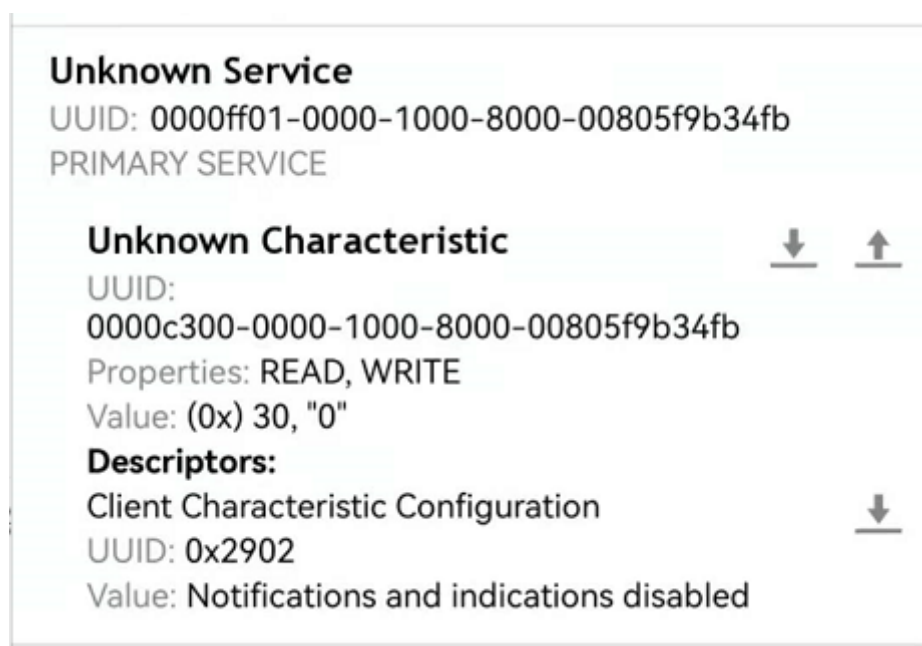 Unknown Service
UUID: 0000ff01-0000-1000-8000-00805f9b34fb
PRIMARY SERVICE
Unknown Characteristic
UUID:
0000c300-0000-1000-8000-00805f9b34fb
Properties: READ, WRITE
Value: (0x) 30, "0"
Descriptors:
Client Characteristic Configuration
UUID: 0x2902
Value: Notifications and indications disabled